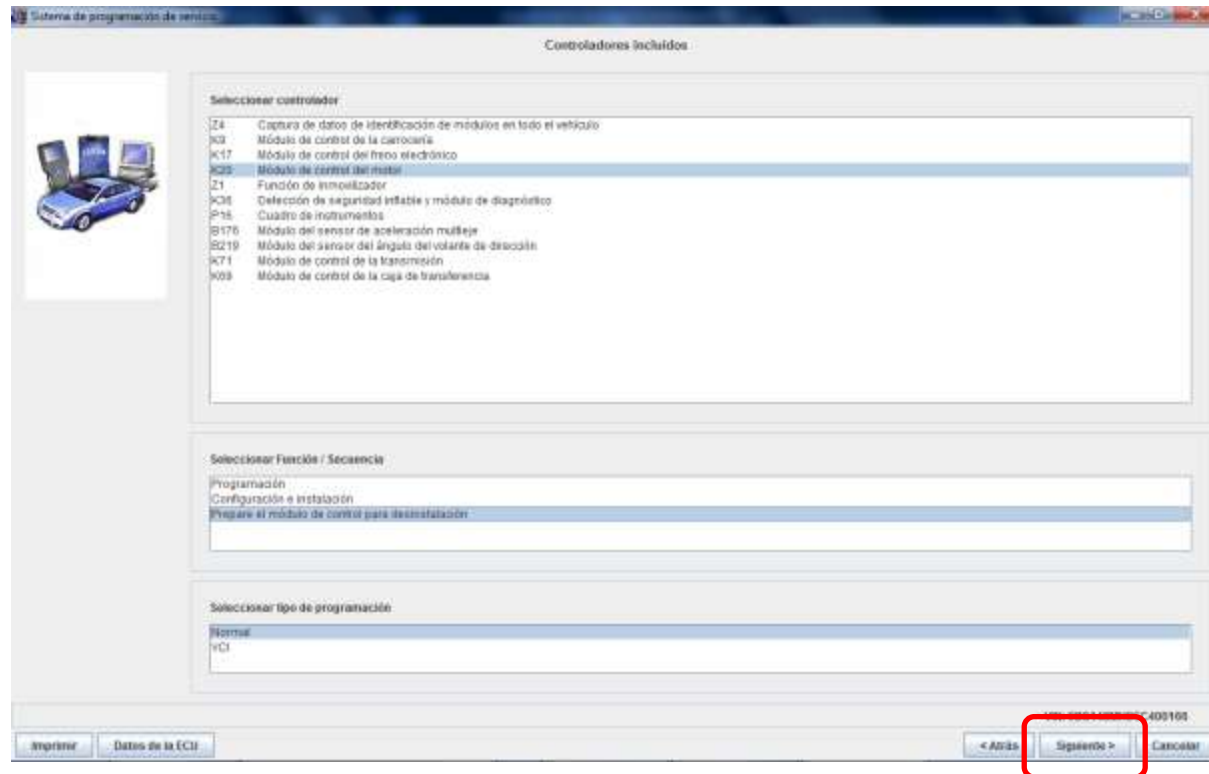 Sistema de programación de servicio
Controladores Incluidos
Seleccionar controlador
Z4 Captura de datos de identificación de módulos en todo el vehículo
K9 Módulo de control de la carrocería
K17 Módulo de control del freno electrónico
K20 Módulo de control del motor
Z1 Función de inmovilizador
K36 Detección de seguridad inflable y módulo de diagnóstico
P16 Cuadro de instrumentos
B176 Módulo del sensor de aceleración multieje
B219 Módulo del sensor del ángulo del volante de dirección
K71 Módulo de control de la transmisión
K69 Módulo de control de la caja de transferencia
Seleccionar Función / Secuencia
Programación
Configuración e instalación
Prepare el módulo de control para desinstalación
Seleccionar tipo de programación
Normal
VCI
400160
Imprimir Datos de la ECU < Atrás Siguiente > Cancelar